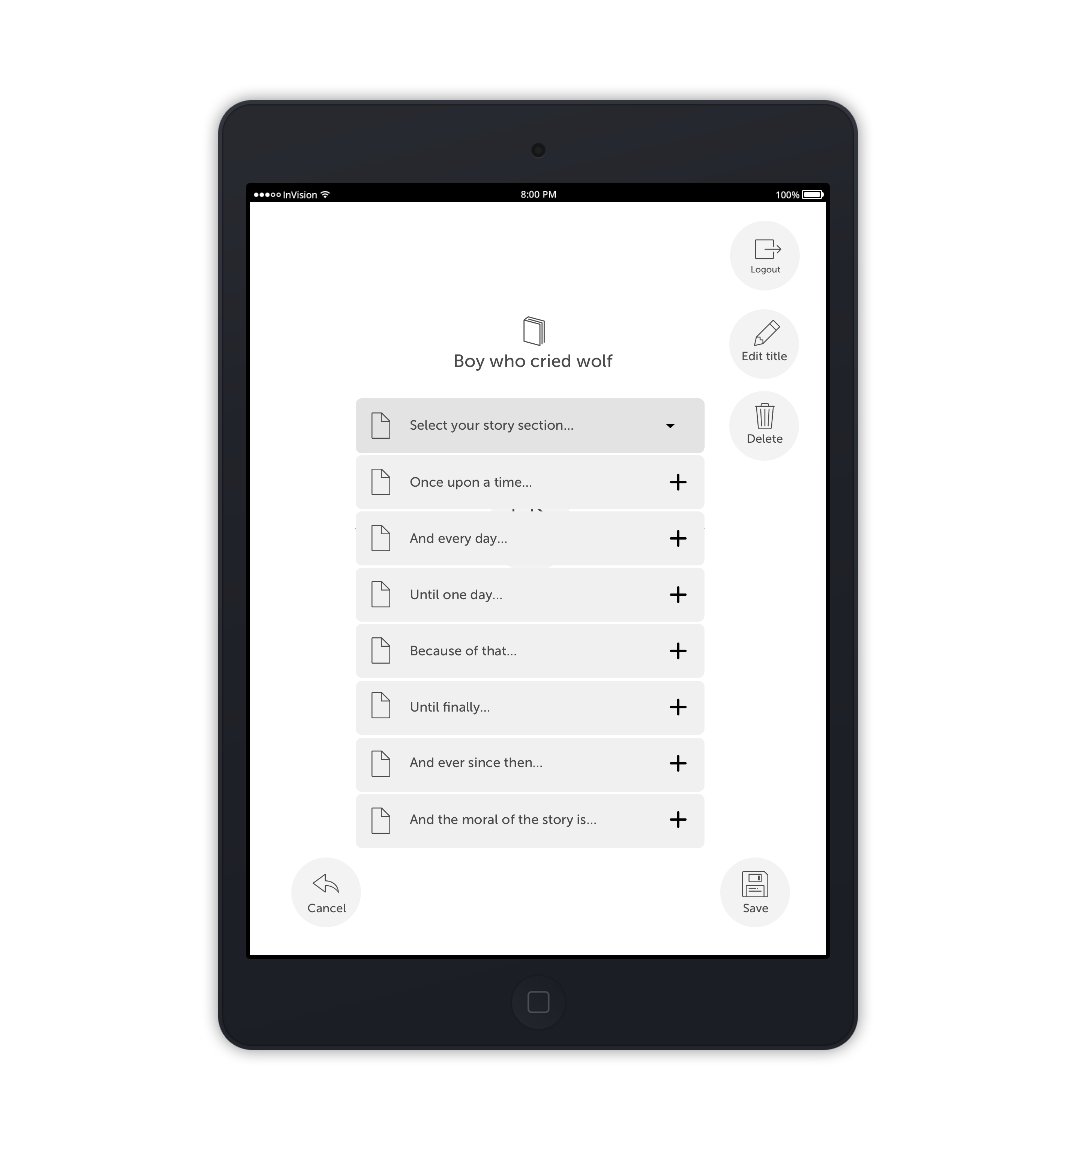 InVision
8:00 PM
100%
Logout
Boy who cried wolf
Edit title
Select your story section...
Delete
Once upon a time...
And every day...
Until one day...
Because of that...
Until finally...
And ever since then...
And the moral of the story is...
Cancel
Save